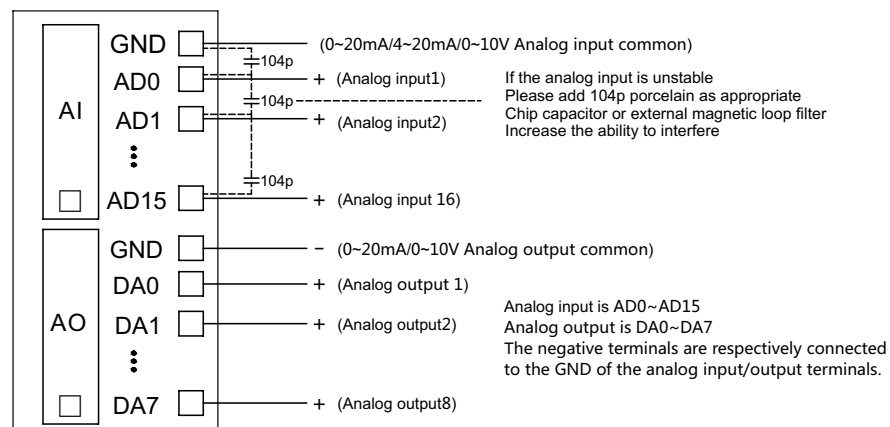 GND (0~20mA/4~20mA/0~10V Analog input common)
104p
AD0 + (Analog input1)
If the analog input is unstable
104p
Please add 104p porcelain as appropriate
AI
AD1 + (Analog input2)
Chip capacitor or external magnetic loop filter
Increase the ability to interfere
104p
AD15 + (Analog input 16)
GND - (0~20mA/0~10V Analog output common)
DA0 + (Analog output 1)
AO
DA1 + (Analog output2)
Analog input is AD0~AD15
Analog output is DA0~DA7
The negative terminals are respectively connected
to the GND of the analog input/output terminals.
DA7 + (Analog output8)